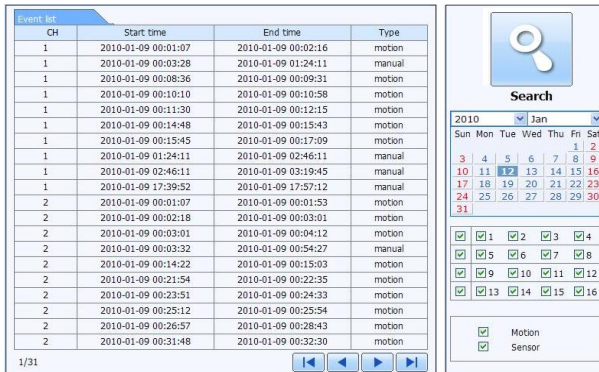 Event list
CH Start time End time Type
1 2010-01-09 00:01:07 2010-01-09 00:02:16 motion
1 2010-01-09 00:03:28 2010-01-09 01:24:11 manual
1 2010-01-09 00:08:36 2010-01-09 00:09:31 motion
1 2010-01-09 00:10:10 2010-01-09 00:10:58 motion
1 2010-01-09 00:11:30 2010-01-09 00:12:15 motion
1 2010-01-09 00:14:48 2010-01-09 00:15:43 motion
1 2010-01-09 00:15:45 2010-01-09 00:17:09 motion
1 2010-01-09 01:24:11 2010-01-09 02:46:11 manual
1 2010-01-09 02:46:11 2010-01-09 03:19:45 manual
1 2010-01-09 17:39:52 2010-01-09 17:57:12 manual
2 2010-01-09 00:01:07 2010-01-09 00:01:53 motion
2 2010-01-09 00:02:18 2010-01-09 00:03:01 motion
2 2010-01-09 00:03:01 2010-01-09 00:04:12 motion
2 2010-01-09 00:03:32 2010-01-09 00:54:27 manual
2 2010-01-09 00:14:22 2010-01-09 00:15:03 motion
2 2010-01-09 00:21:54 2010-01-09 00:22:35 motion
2 2010-01-09 00:23:51 2010-01-09 00:24:33 motion
2 2010-01-09 00:25:12 2010-01-09 00:25:54 motion
2 2010-01-09 00:26:57 2010-01-09 00:28:43 motion
2 2010-01-09 00:31:48 2010-01-09 00:32:30 motion
1/31
Search
2010 Jan
Sun Mon Tue Wed Thu Fri Sat
1 2
3 4 5 6 7 8 9
10 11 12 13 14 15 16
17 18 19 20 21 22 23
24 25 26 27 28 29 30
31
1 2 3 4
5 6 7 8
9 10 11 12
13 14 15 16
Motion
Sensor